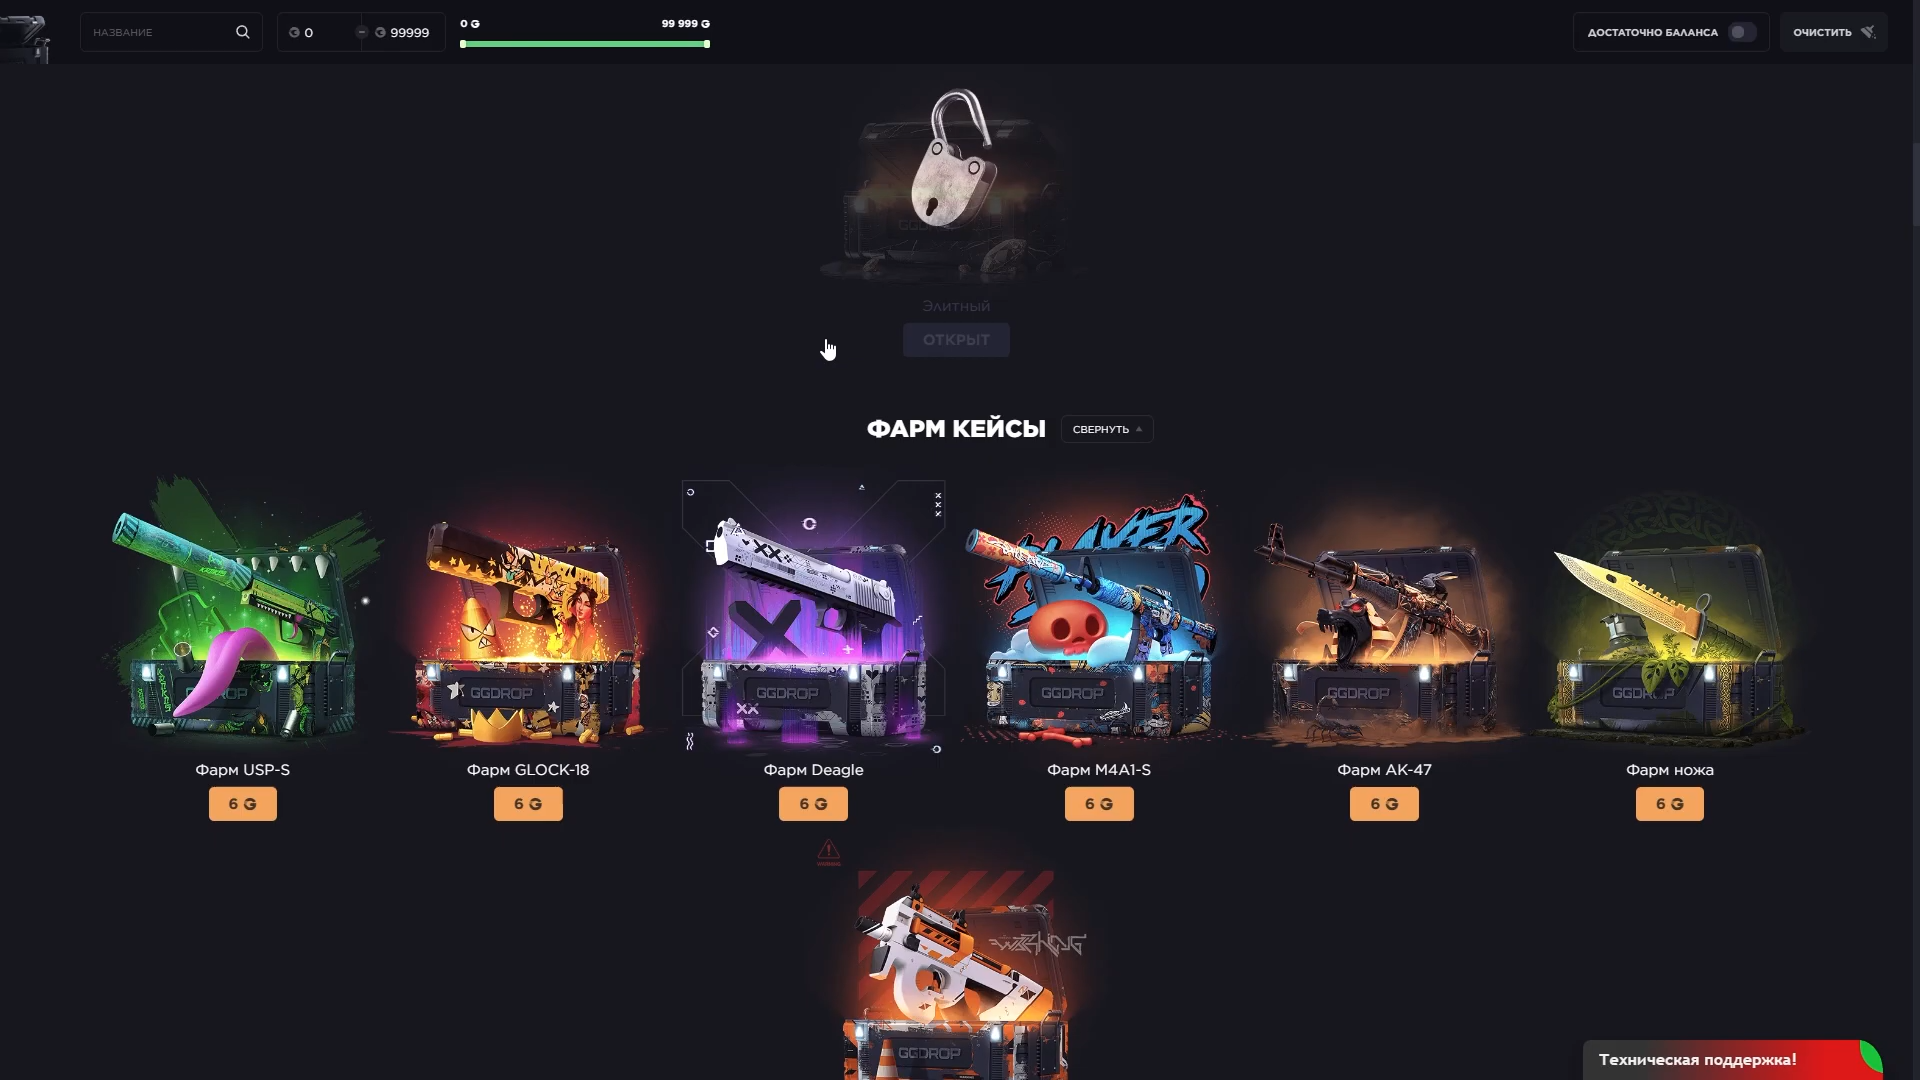 НАЗВАНИЕ
0
–
99999
0 G
99 999 G
ДОСТАТОЧНО БАЛАНСА
ОЧИСТИТЬ
Элитный
ОТКРЫТ
ФАРМ КЕЙСЫ
СВЕРНУТЬ
GGDROP
GGDROP
GGDROP
GGDROP
Фарм USP-S
Фарм GLOCK-18
Фарм Deagle
Фарм M4A1-S
Фарм AK-47
Фарм ножа
6 G
6 G
6 G
6 G
6 G
6 G
GGDROP
Техническая поддержка!